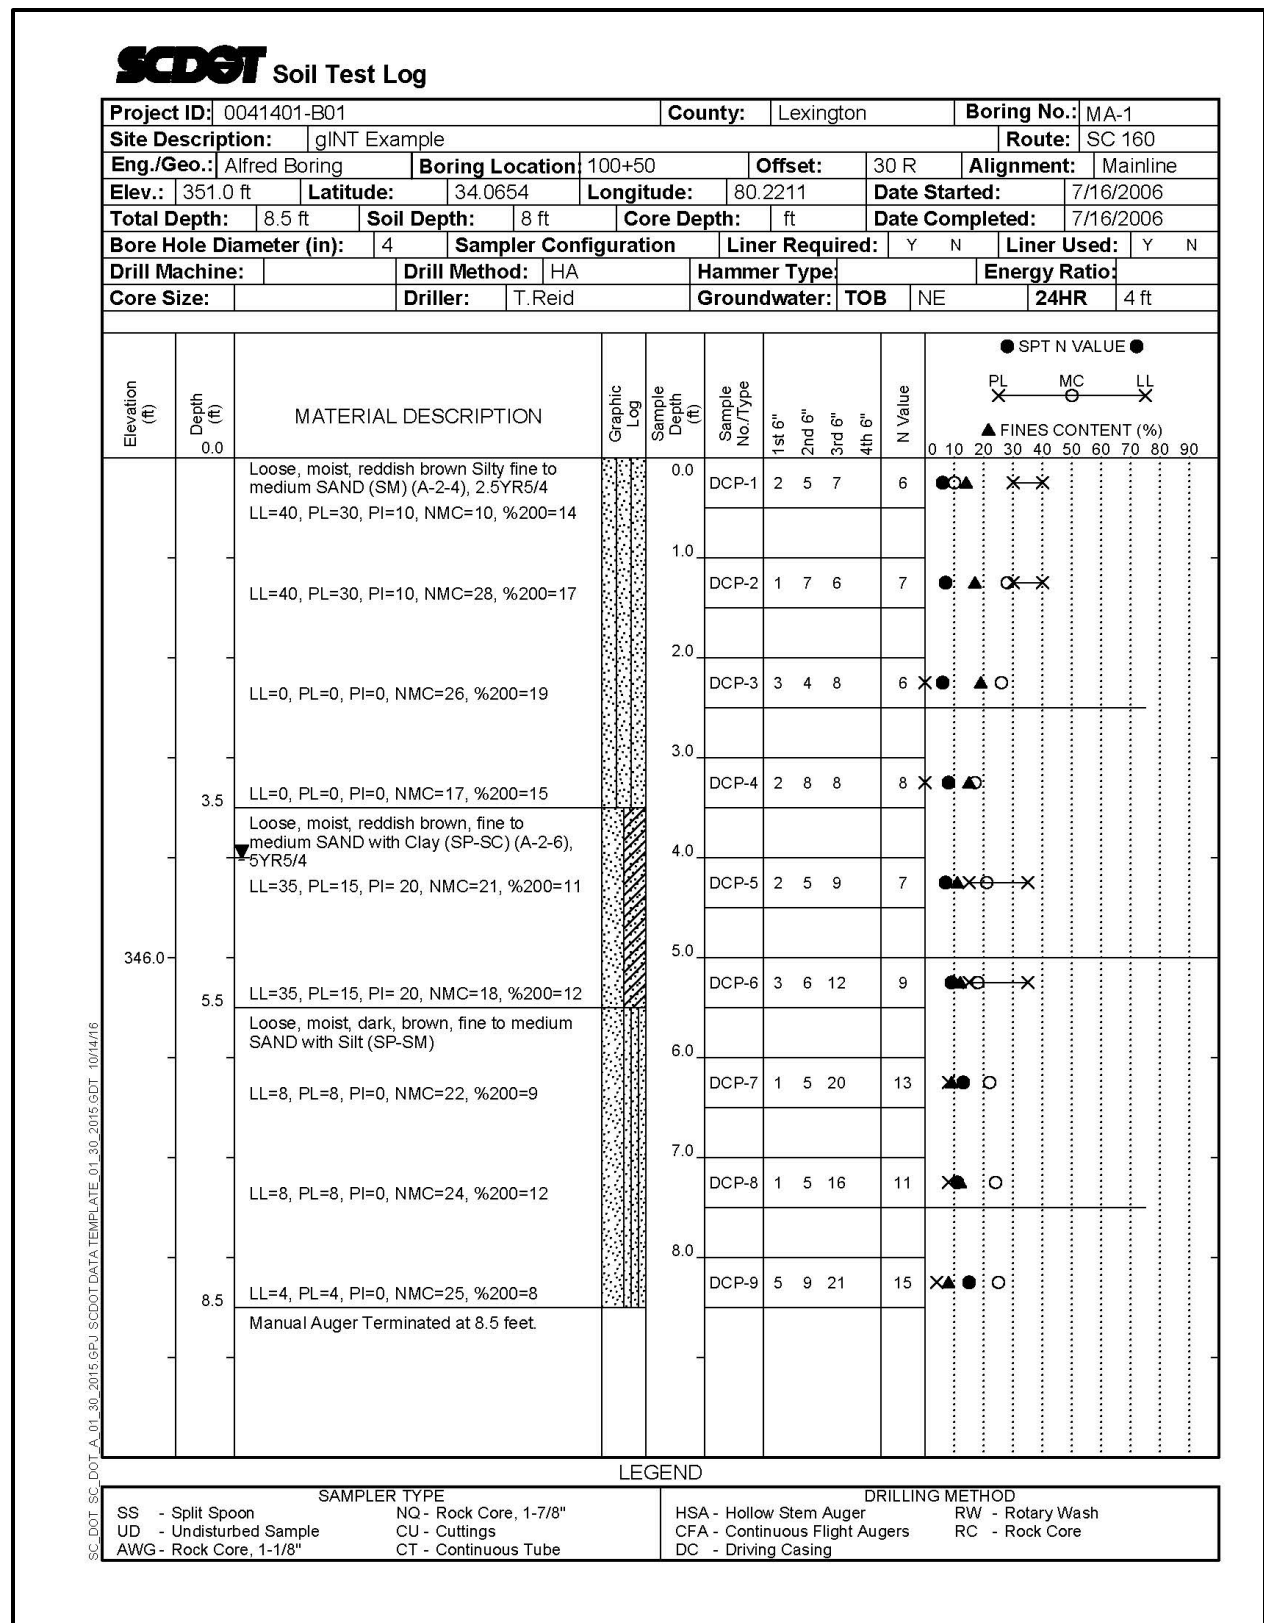 SCDOT Soil Test Log
Project ID: 0041401-B01 County: Lexington Boring No.: MA-1
Site Description: gINT Example Route: SC 160
Eng./Geo.: Alfred Boring Boring Location: 100+50 Offset: 30 R Alignment: Mainline
Elev.: 351.0 ft Latitude: 34.0654 Longitude: 80.2211 Date Started: 7/16/2006
Total Depth: 8.5 ft Soil Depth: 8 ft Core Depth: ft Date Completed: 7/16/2006
Bore Hole Diameter (in): 4 Sampler Configuration Liner Required: Y N Liner Used: Y N
Drill Machine: Drill Method: HA Hammer Type: Energy Ratio:
Core Size: Driller: T.Reid Groundwater: TOB NE 24HR 4 ft
Elevation (ft)
Depth (ft)
0.0
MATERIAL DESCRIPTION
Graphic Log
Sample Depth (ft)
Sample No./Type
1st 6"
2nd 6"
3rd 6"
4th 6"
N Value
SPT N VALUE
PL MC LL
FINES CONTENT (%)
0 10 20 30 40 50 60 70 80 90
Loose, moist, reddish brown Silty fine to
medium SAND (SM) (A-2-4), 2.5YR5/4
0.0
DCP-1 2 5 7 6
LL=40, PL=30, PI=10, NMC=10, %200=14
1.0
DCP-2 1 7 6 7
LL=40, PL=30, PI=10, NMC=28, %200=17
2.0
DCP-3 3 4 8 6
LL=0, PL=0, PI=0, NMC=26, %200=19
3.0
DCP-4 2 8 8 8
LL=0, PL=0, PI=0, NMC=17, %200=15
3.5
Loose, moist, reddish brown, fine to
medium SAND with Clay (SP-SC) (A-2-6),
5YR5/4
4.0
LL=35, PL=15, PI= 20, NMC=21, %200=11
DCP-5 2 5 9 7
346.0
5.0
DCP-6 3 6 12 9
LL=35, PL=15, PI= 20, NMC=18, %200=12
5.5
Loose, moist, dark, brown, fine to medium
SAND with Silt (SP-SM)
6.0
DCP-7 1 5 20 13
LL=8, PL=8, PI=0, NMC=22, %200=9
7.0
DCP-8 1 5 16 11
LL=8, PL=8, PI=0, NMC=24, %200=12
8.0
DCP-9 5 9 21 15
LL=4, PL=4, PI=0, NMC=25, %200=8
8.5
Manual Auger Terminated at 8.5 feet.
SC_DOT SC_DOT_A_01_30_2015.GPJ SCDOT DATA TEMPLATE_01_30_2015.GDT 10/14/16
LEGEND
SAMPLER TYPE
SS - Split Spoon NQ - Rock Core, 1-7/8"
UD - Undisturbed Sample CU - Cuttings
AWG - Rock Core, 1-1/8" CT - Continuous Tube
DRILLING METHOD
HSA - Hollow Stem Auger RW - Rotary Wash
CFA - Continuous Flight Augers RC - Rock Core
DC - Driving Casing